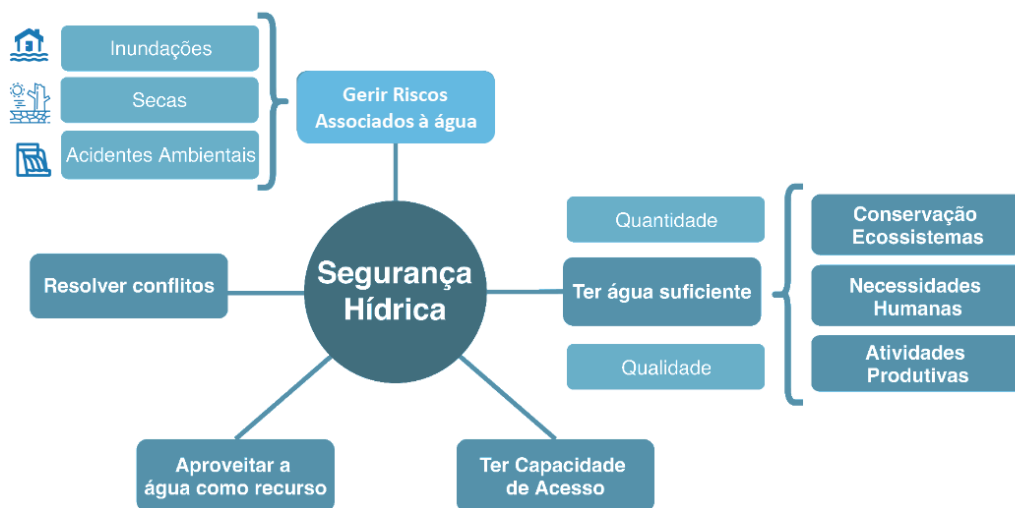 Inundações
Secas
Acidentes Ambientais
Gerir Riscos
Associados à água
Segurança
Hídrica
Resolver conflitos
Quantidade
Ter água suficiente
Qualidade
Conservação
Ecossistemas
Necessidades
Humanas
Atividades
Produtivas
Aproveitar a
água como recurso
Ter Capacidade
de Acesso